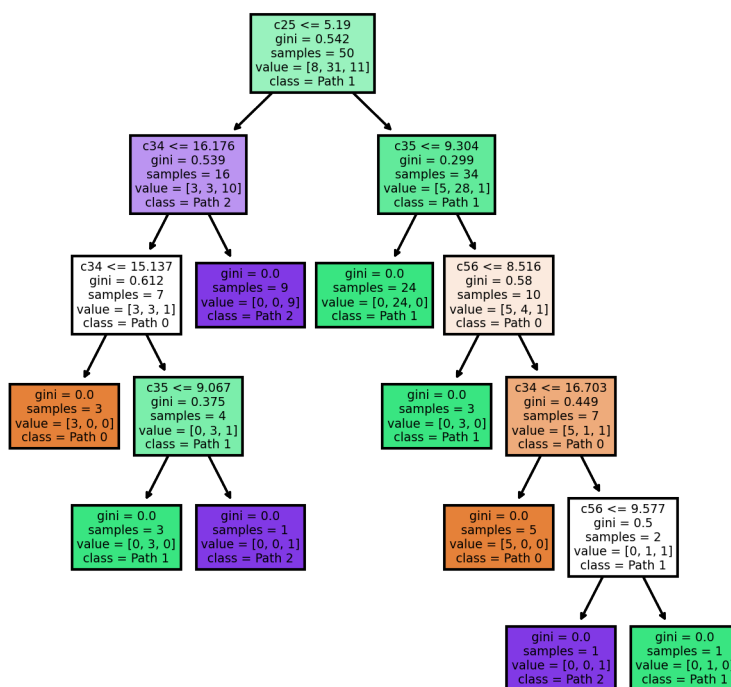 c25 <= 5.19
gini = 0.542
samples = 50
value = [8, 31, 11]
class = Path 1
c34 <= 16.176
gini = 0.539
samples = 16
value = [3, 3, 10]
class = Path 2
c35 <= 9.304
gini = 0.299
samples = 34
value = [5, 28, 1]
class = Path 1
c34 <= 15.137
gini = 0.612
samples = 7
value = [3, 3, 1]
class = Path 0
gini = 0.0
samples = 9
value = [0, 0, 9]
class = Path 2
gini = 0.0
samples = 24
value = [0, 24, 0]
class = Path 1
c56 <= 8.516
gini = 0.58
samples = 10
value = [5, 4, 1]
class = Path 0
gini = 0.0
samples = 3
value = [3, 0, 0]
class = Path 0
c35 <= 9.067
gini = 0.375
samples = 4
value = [0, 3, 1]
class = Path 1
gini = 0.0
samples = 3
value = [0, 3, 0]
class = Path 1
c34 <= 16.703
gini = 0.449
samples = 7
value = [5, 1, 1]
class = Path 0
gini = 0.0
samples = 3
value = [0, 3, 0]
class = Path 1
gini = 0.0
samples = 1
value = [0, 0, 1]
class = Path 2
gini = 0.0
samples = 5
value = [5, 0, 0]
class = Path 0
c56 <= 9.577
gini = 0.5
samples = 2
value = [0, 1, 1]
class = Path 1
gini = 0.0
samples = 1
value = [0, 0, 1]
class = Path 2
gini = 0.0
samples = 1
value = [0, 1, 0]
class = Path 1